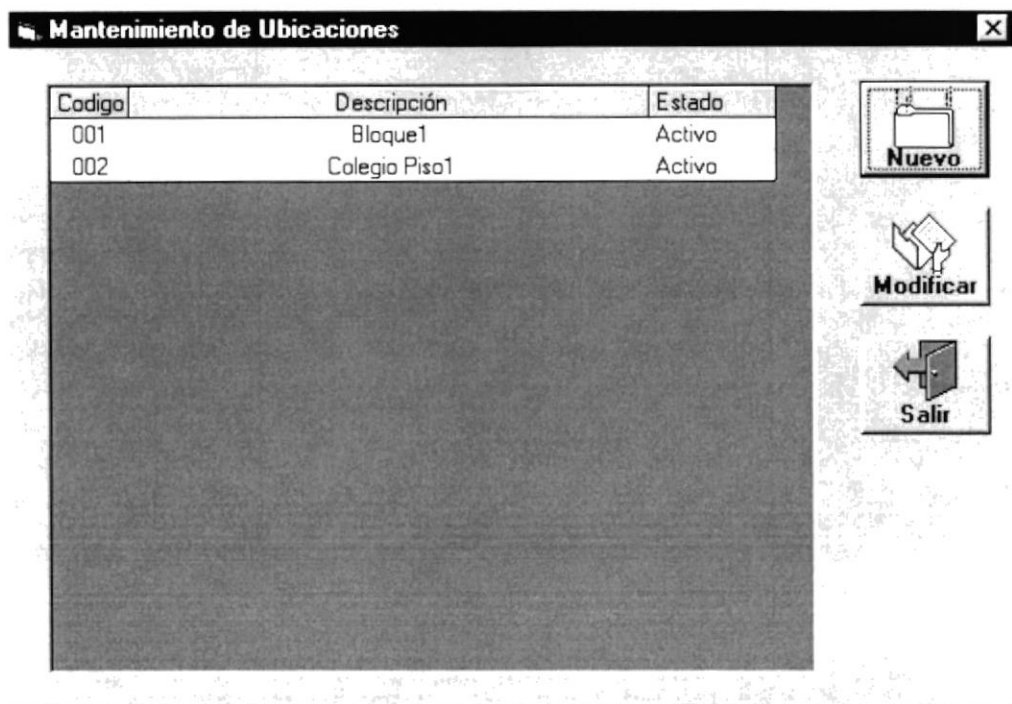 Mantenimiento de Ubicaciones
Codigo Descripción Estado
001 Bloque1 Activo
002 Colegio Piso1 Activo
Nuevo
Modificar
Salir